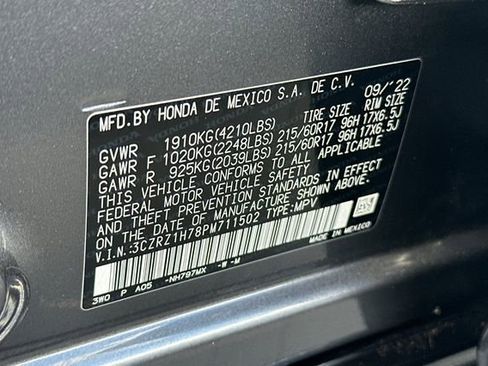 MFD.BY HONDA DE MEXICO S.A. DE C.V. 09/'22
GVWR 1910KG(4210LBS) TIRE SIZE RIM SIZE
GAWR F 1020KG(2248LBS) 215/60R17 96H 17X6.5J
GAWR R 925KG(2039LBS) 215/60R17 96H 17X6.5J
THIS VEHICLE CONFORMS TO ALL APPLICABLE
FEDERAL MOTOR VEHICLE SAFETY, BUMPER,
AND THEFT PREVENTION STANDARDS IN EFFECT
ON THE DATE OF MANUFACTURE SHOWN ABOVE.
V.I.N.:3CZRZ1H78PM711502 TYPE:MPV
3W0 P A05 -NH797MX -W -M MADE IN MEXICO